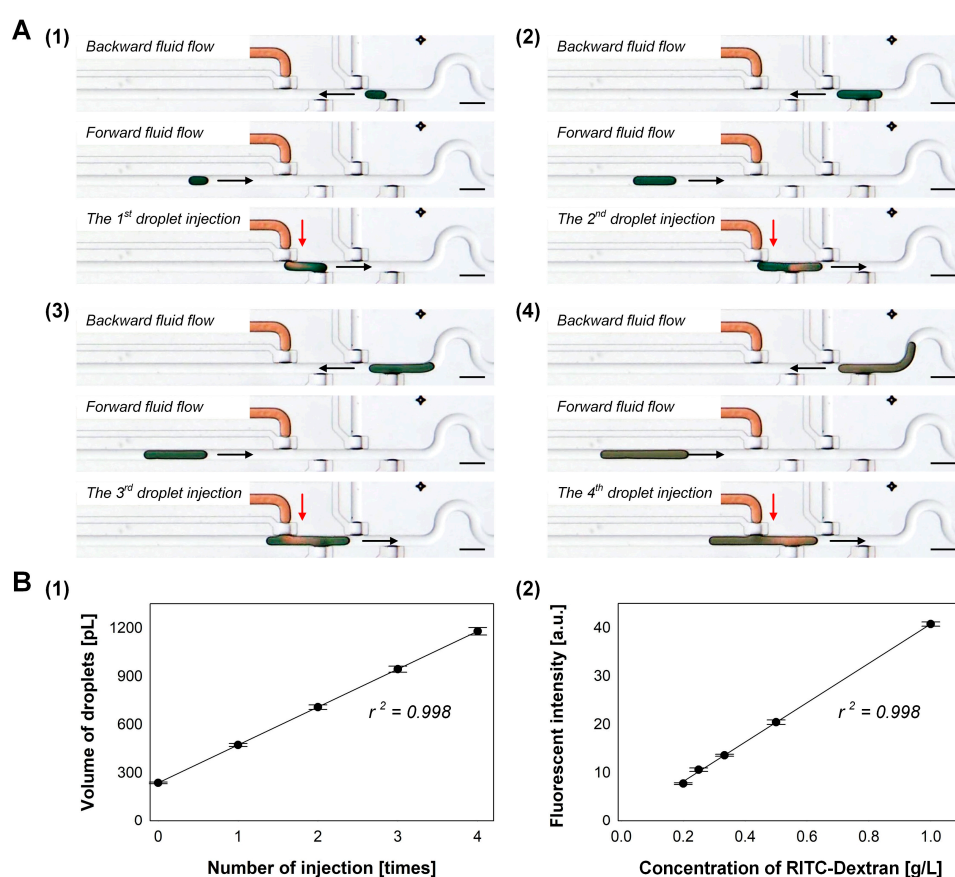 A
(1)
Backward fluid flow
Forward fluid flow
The 1st droplet injection
(2)
Backward fluid flow
Forward fluid flow
The 2nd droplet injection
(3)
Backward fluid flow
Forward fluid flow
The 3rd droplet injection
(4)
Backward fluid flow
Forward fluid flow
The 4th droplet injection
B
(1)
Volume of droplets [pL]
1200
900
600
300
0
r² = 0.998
0 1 2 3 4
Number of injection [times]
(2)
Fluorescent intensity [a.u.]
40
30
20
10
0
r² = 0.998
0.0 0.2 0.4 0.6 0.8 1.0
Concentration of RITC-Dextran [g/L]